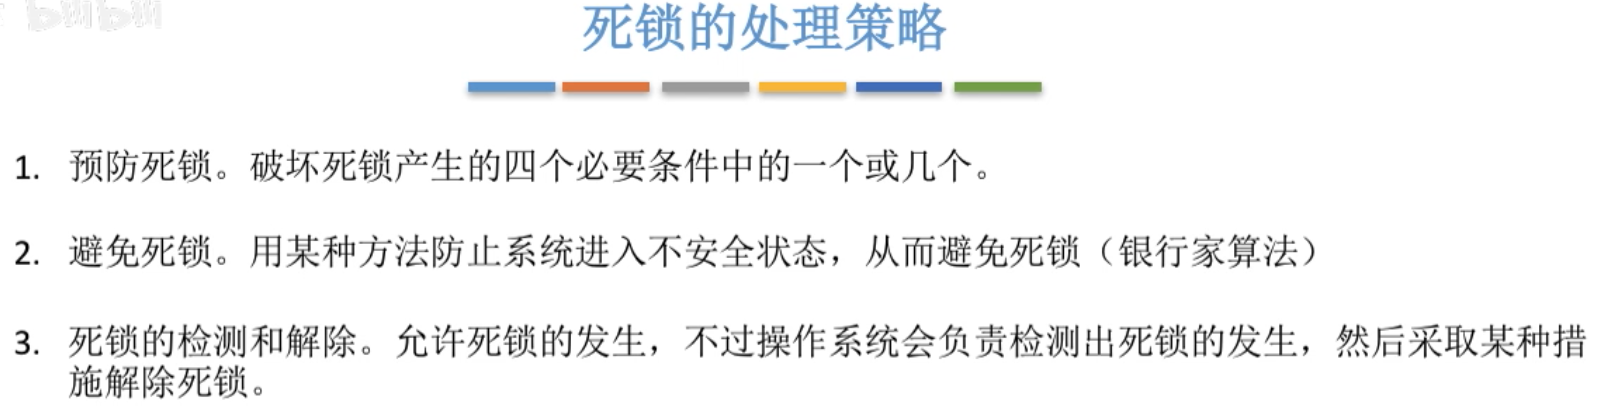 死锁的处理策略
1. 预防死锁。破坏死锁产生的四个必要条件中的一个或几个。
2. 避免死锁。用某种方法防止系统进入不安全状态，从而避免死锁（银行家算法）
3. 死锁的检测和解除。允许死锁的发生，不过操作系统会负责检测出死锁的发生，然后采取某种措
施解除死锁。